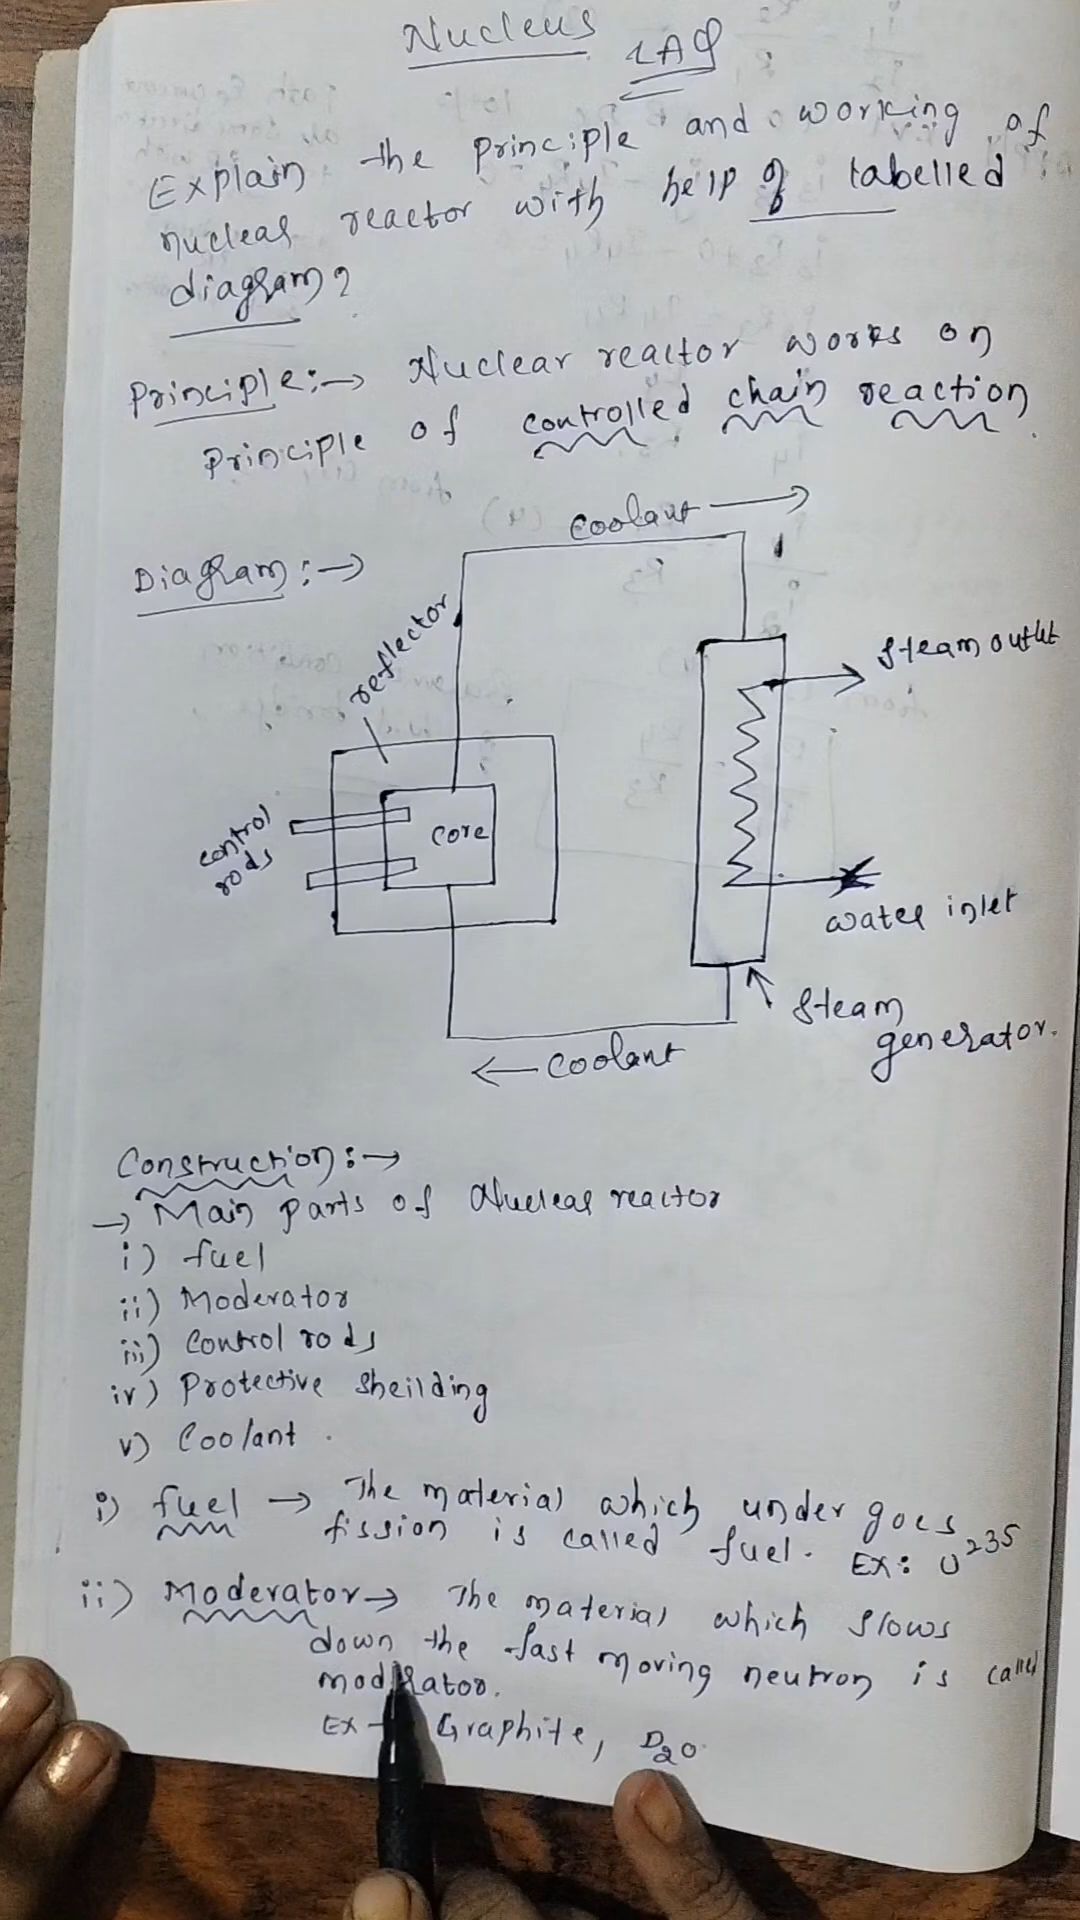 Nucleus
LAQ
Explain the principle and working of
nuclear reactor with help of labelled
diagram?
Principle:→ Nuclear reactor works on
Principle of controlled chain reaction.
Coolant →
Diagram:→
reflector
Steam outlet
control
rods
Core
water inlet
Steam
generator.
← Coolant
Construction:→
→ Main parts of Nuclear reactor
i) fuel
ii) Moderator
iii) Control rods
iv) Protective Sheilding
v) Coolant.
i) fuel → The material which under goes
fission is called fuel. Ex: U²³⁵
ii) Moderator → The material which slows
down the fast moving neutron is called
moderator.
Ex → Graphite, D₂O.